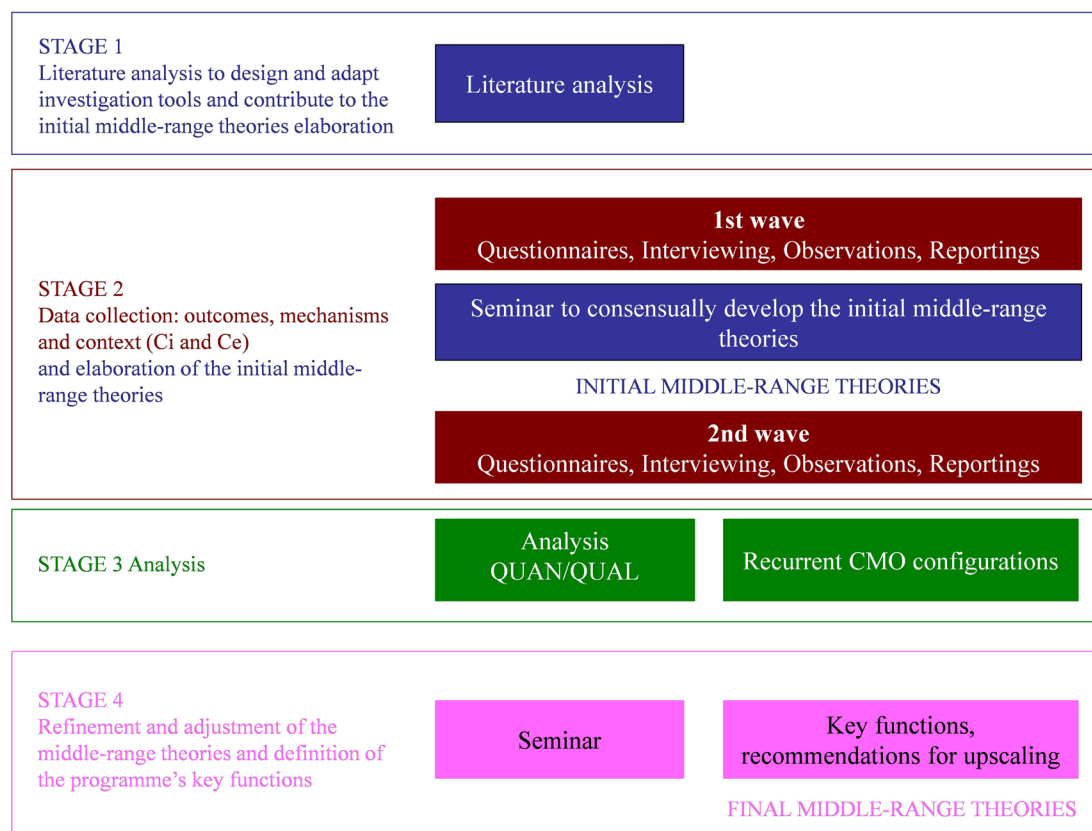 STAGE 1
Literature analysis to design and adapt
investigation tools and contribute to the
initial middle-range theories elaboration
Literature analysis
STAGE 2
Data collection: outcomes, mechanisms
and context (Ci and Ce)
and elaboration of the initial middle-
range theories
1st wave
Questionnaires, Interviewing, Observations, Reportings
Seminar to consensually develop the initial middle-range
theories
INITIAL MIDDLE-RANGE THEORIES
2nd wave
Questionnaires, Interviewing, Observations, Reportings
STAGE 3 Analysis
Analysis
QUAN/QUAL
Recurrent CMO configurations
STAGE 4
Refinement and adjustment of the
middle-range theories and definition of
the programme’s key functions
Seminar
Key functions,
recommendations for upscaling
FINAL MIDDLE-RANGE THEORIES